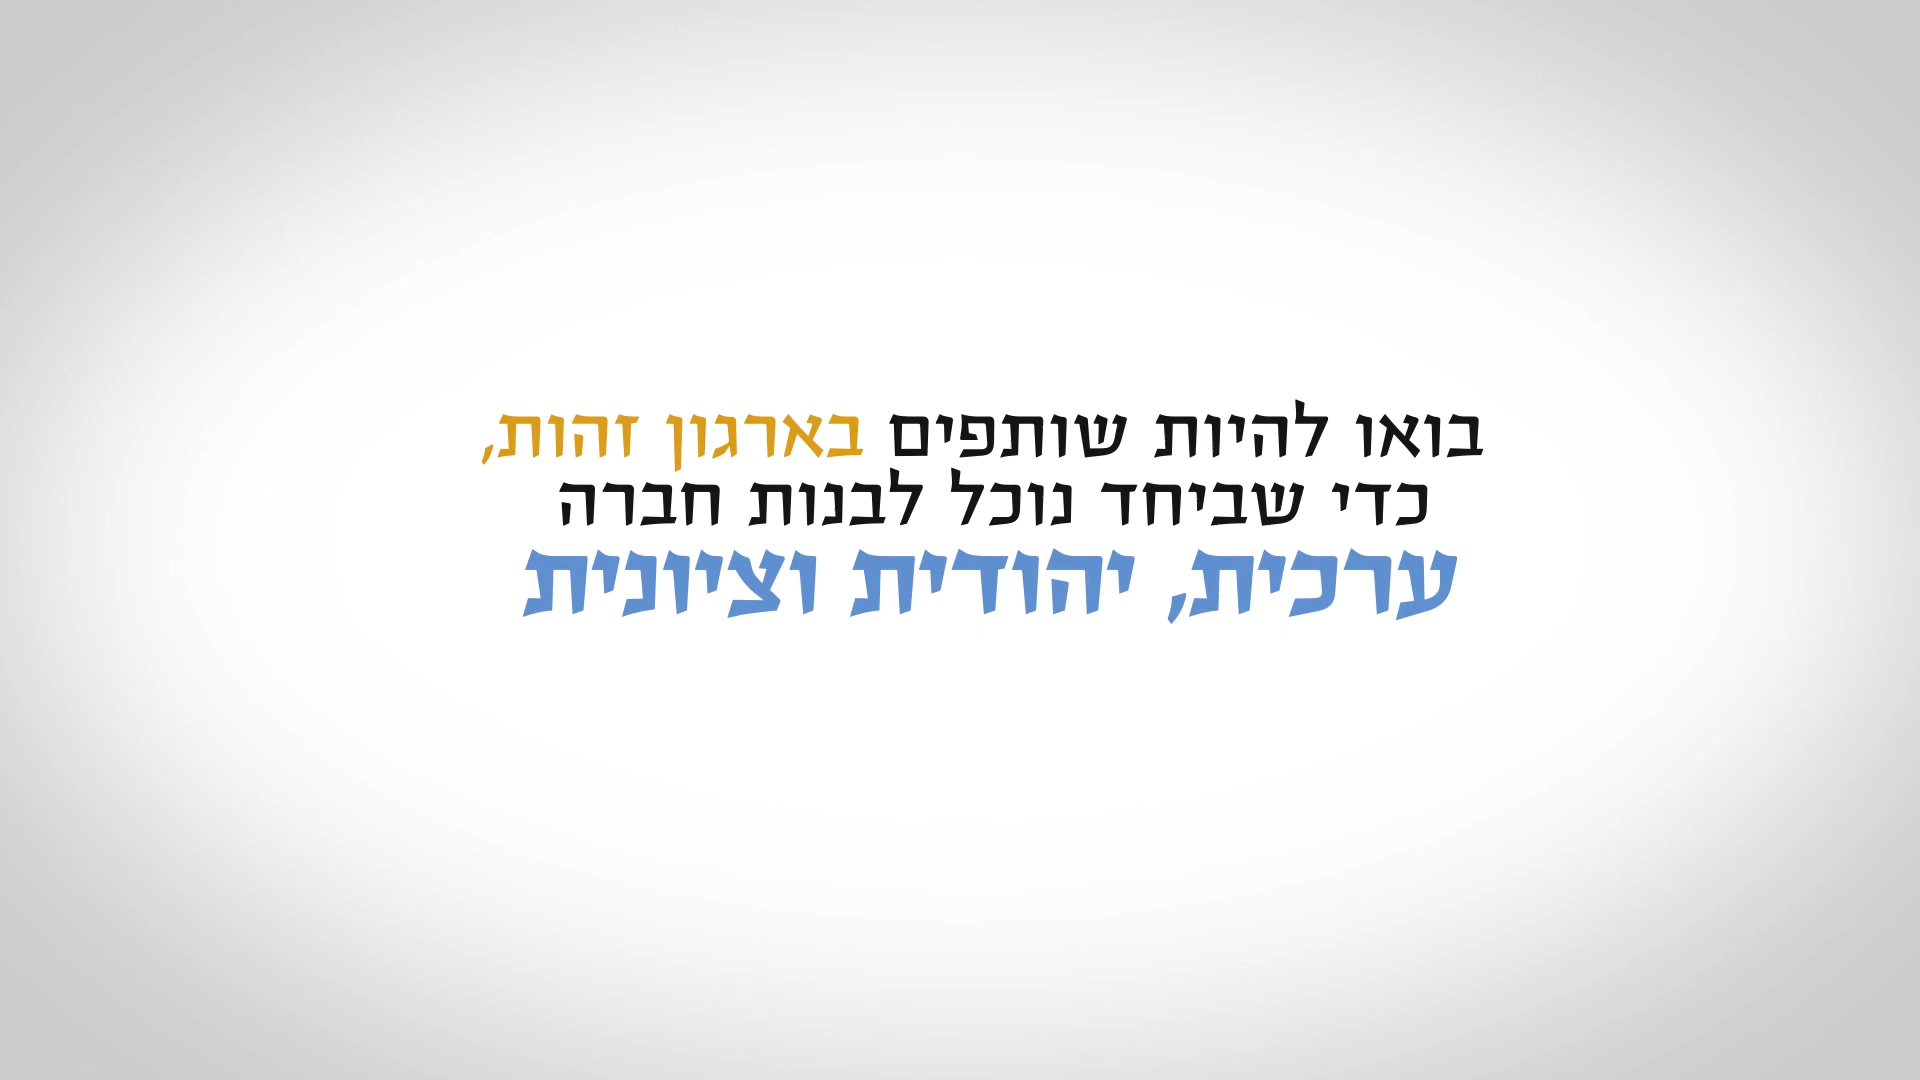 בואו להיות שותפים בארגון זהות,
כדי שביחד נוכל לבנות חברה
ערכית, יהודית וציונית